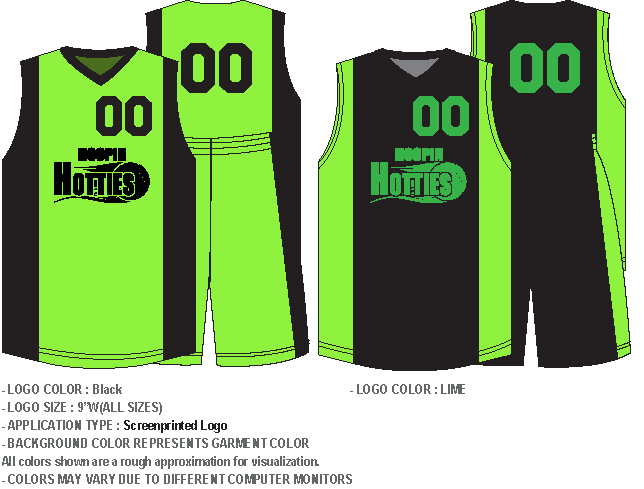 00
00
00
00
HOOPIN
HOTTIES
HOOPIN
HOTTIES
- LOGO COLOR : Black
- LOGO COLOR : LIME
- LOGO SIZE : 9"W(ALL SIZES)
- APPLICATION TYPE : Screenprinted Logo
- BACKGROUND COLOR REPRESENTS GARMENT COLOR
All colors shown are a rough approximation for visualization.
- COLORS MAY VARY DUE TO DIFFERENT COMPUTER MONITORS